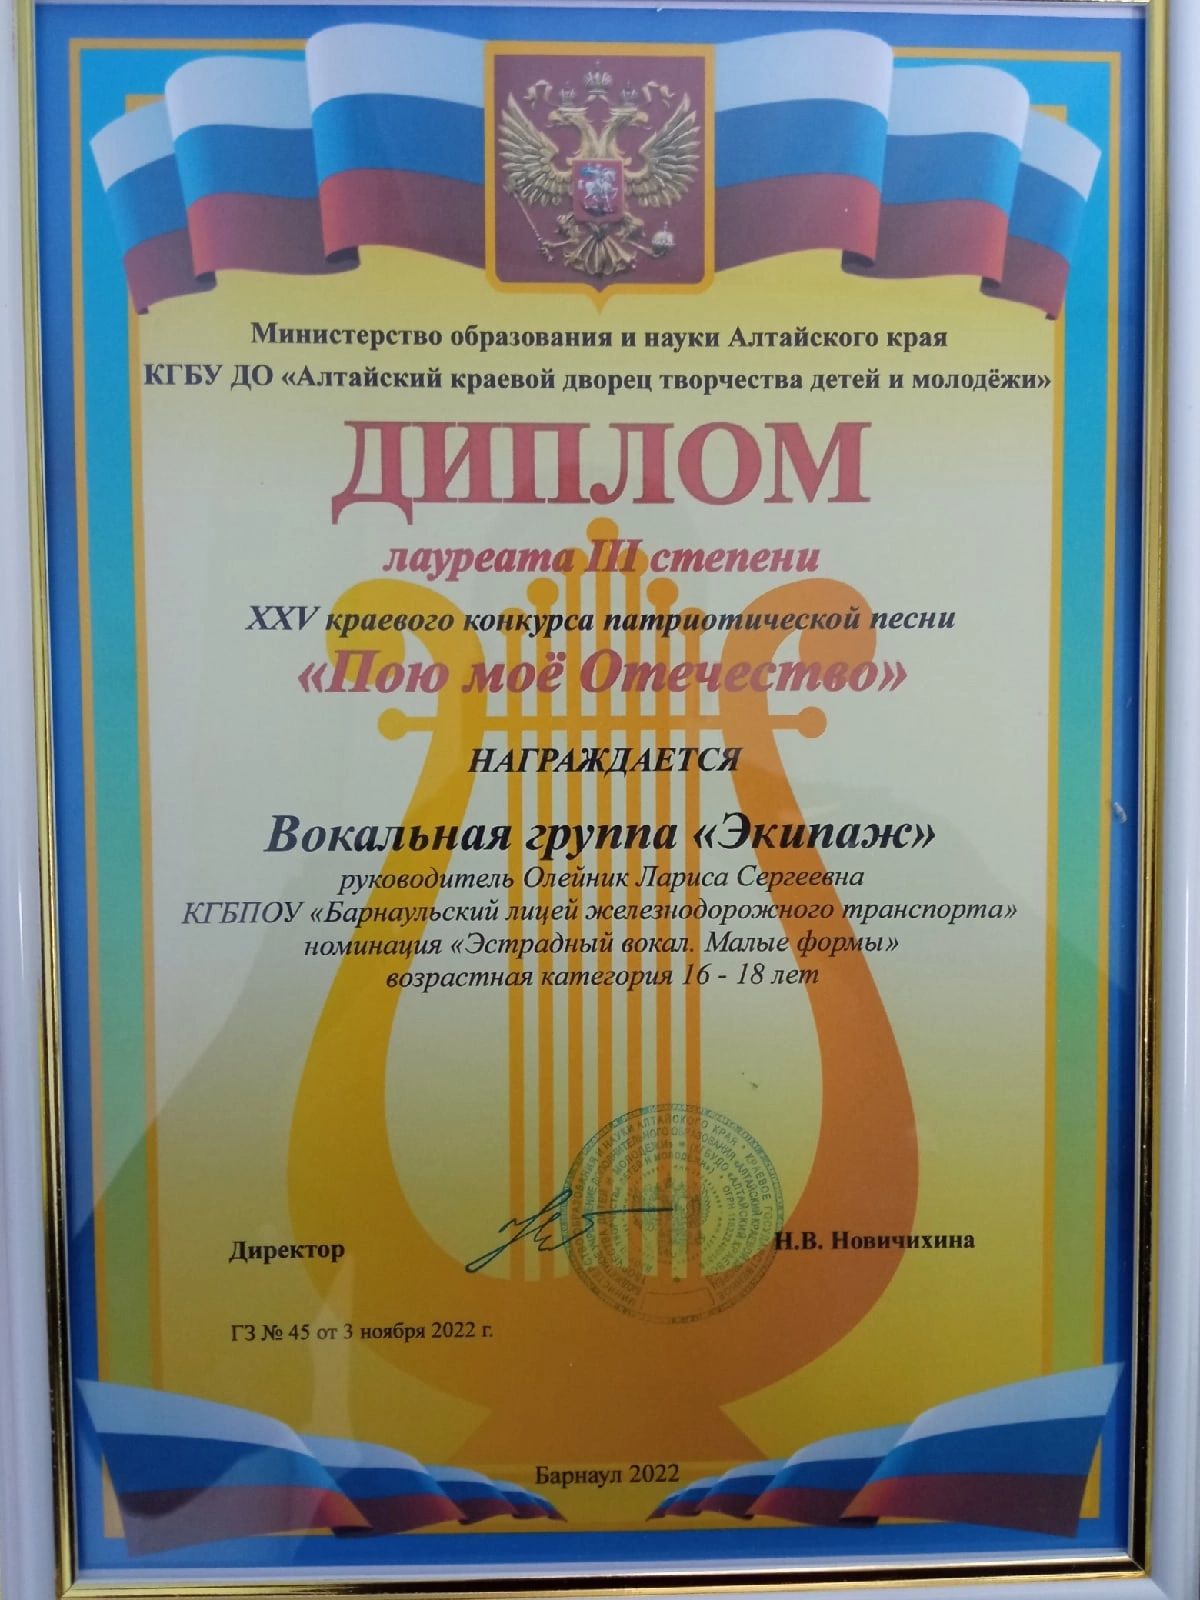 Министерство образования и науки Алтайского края
КГБУ ДО «Алтайский краевой дворец творчества детей и молодёжи»
ДИПЛОМ
лауреата III степени
XXV краевого конкурса патриотической песни
«Пою моё Отечество»
НАГРАЖДАЕТСЯ
Вокальная группа «Экипаж»
руководитель Олейник Лариса Сергеевна
КГБПОУ «Барнаульский лицей железнодорожного транспорта»
номинация «Эстрадный вокал. Малые формы»
возрастная категория 16 - 18 лет
Директор
Н.В. Новичихина
ГЗ № 45 от 3 ноября 2022 г.
Барнаул 2022